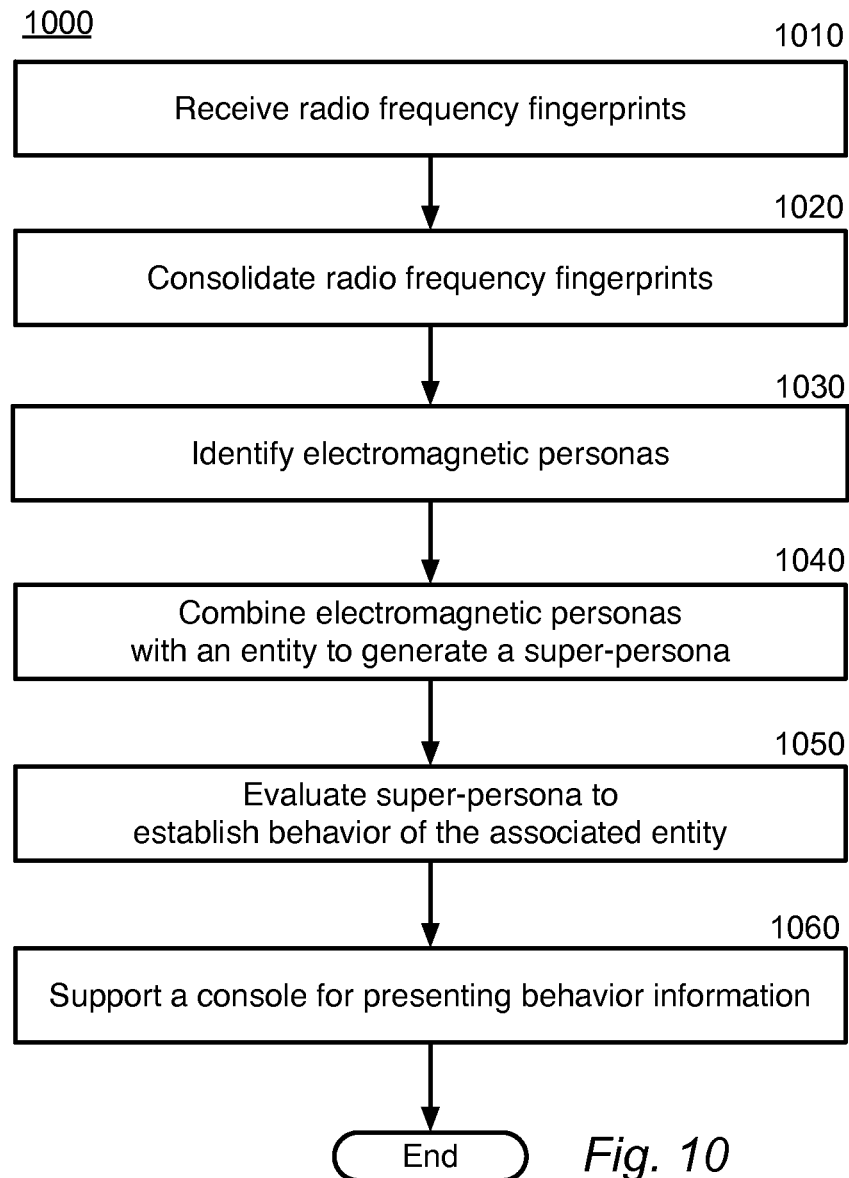 1000
1010
Receive radio frequency fingerprints
1020
Consolidate radio frequency fingerprints
1030
Identify electromagnetic personas
1040
Combine electromagnetic personas
with an entity to generate a super-persona
1050
Evaluate super-persona to
establish behavior of the associated entity
1060
Support a console for presenting behavior information
End
Fig. 10